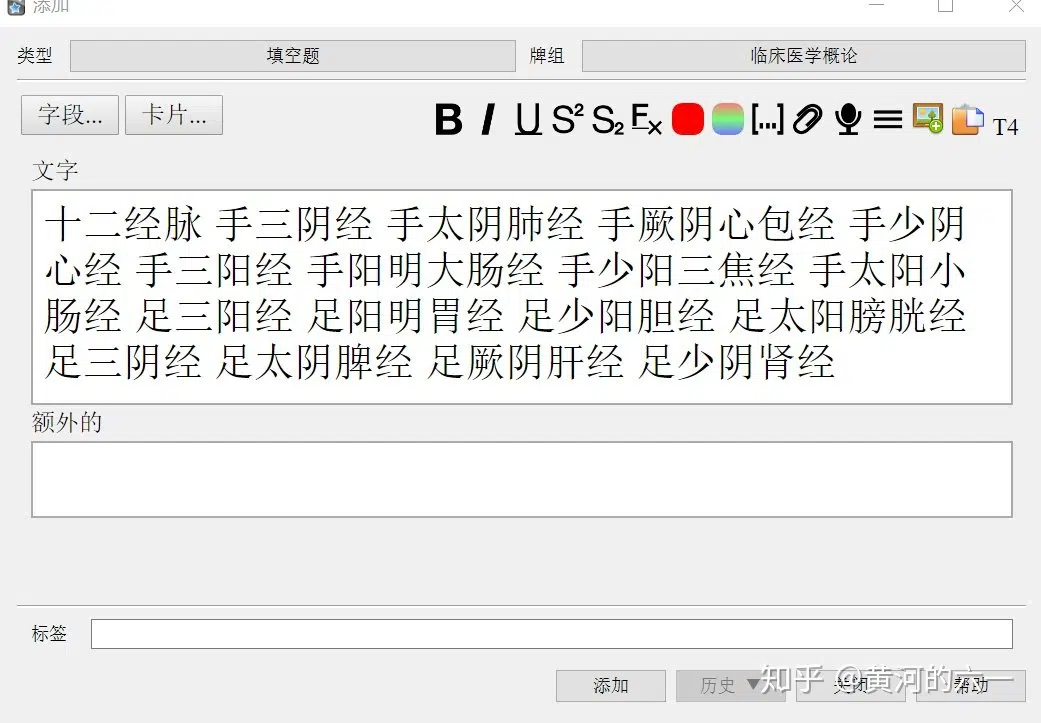 添加
类型 填空题 牌组 临床医学概论
字段... 卡片...
B I U S² S₂ Fx [...] T4
文字
十二经脉 手三阴经 手太阴肺经 手厥阴心包经 手少阴
心经 手三阳经 手阳明大肠经 手少阳三焦经 手太阳小
肠经 足三阳经 足阳明胃经 足少阳胆经 足太阳膀胱经
足三阴经 足太阴脾经 足厥阴肝经 足少阴肾经
额外的
标签
添加 历史 ▼ 关闭 帮助
知乎 @黄河的